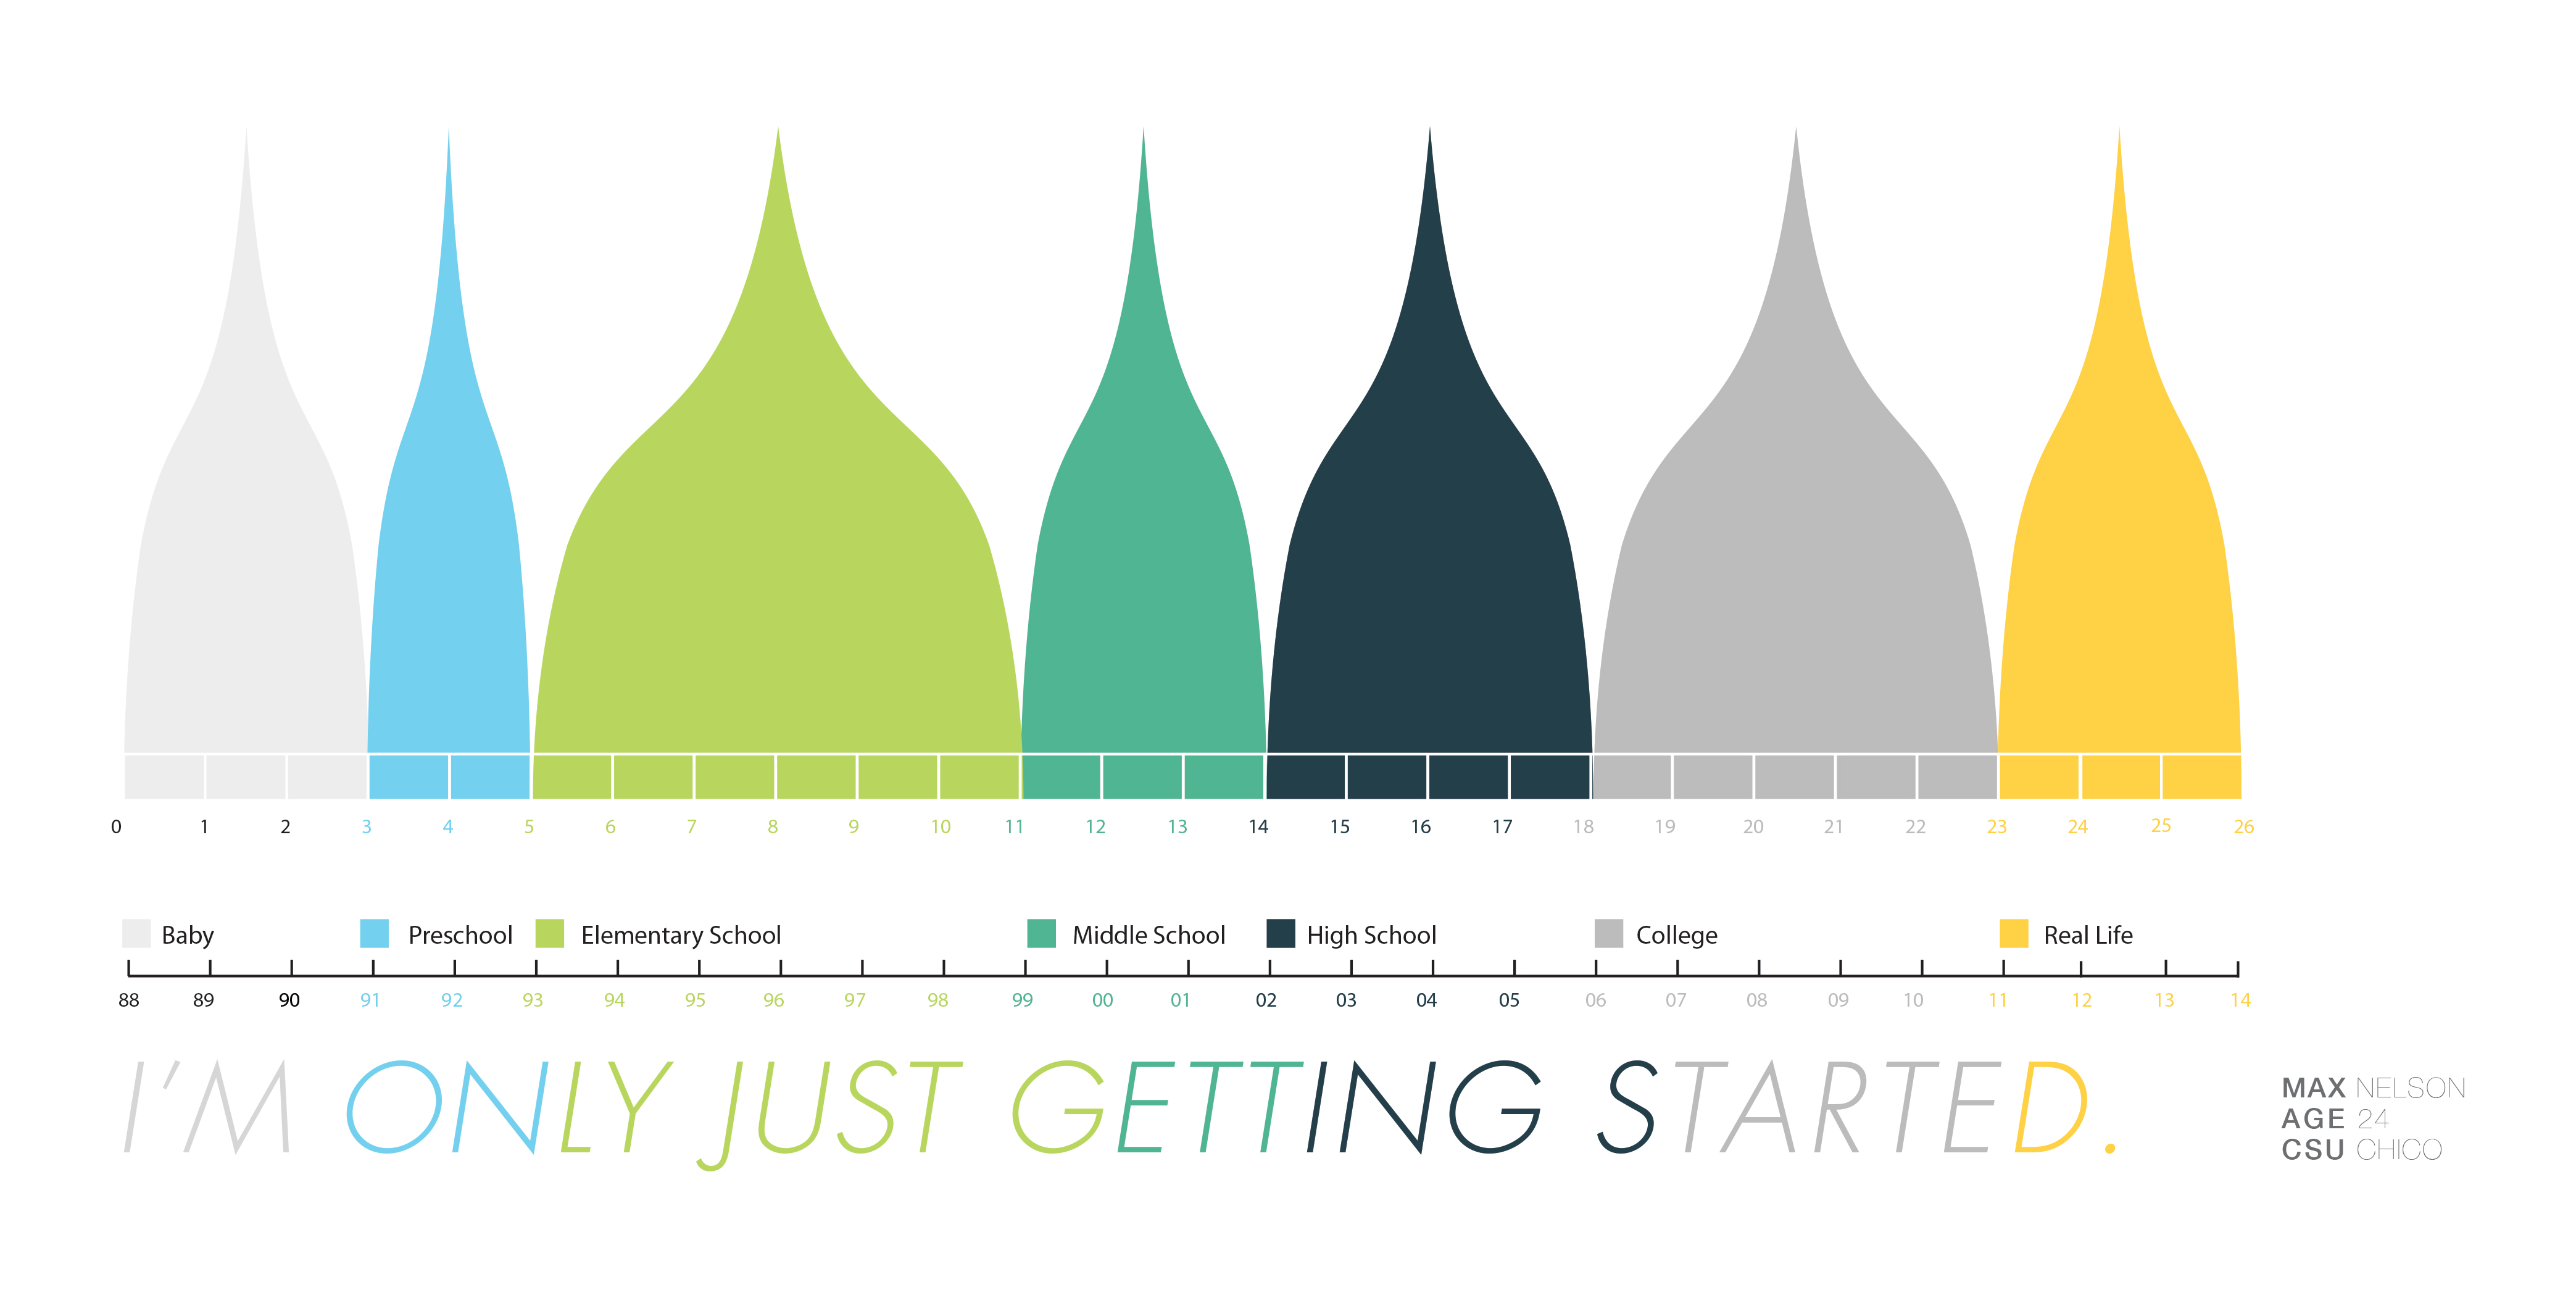 0 1 2 3 4 5 6 7 8 9 10 11 12 13 14 15 16 17 18 19 20 21 22 23 24 25 26
Baby Preschool Elementary School Middle School High School College Real Life
88 89 90 91 92 93 94 95 96 97 98 99 00 01 02 03 04 05 06 07 08 09 10 11 12 13 14
I'M ONLY JUST GETTING STARTED.
MAX NELSON
AGE 24
CSU CHICO